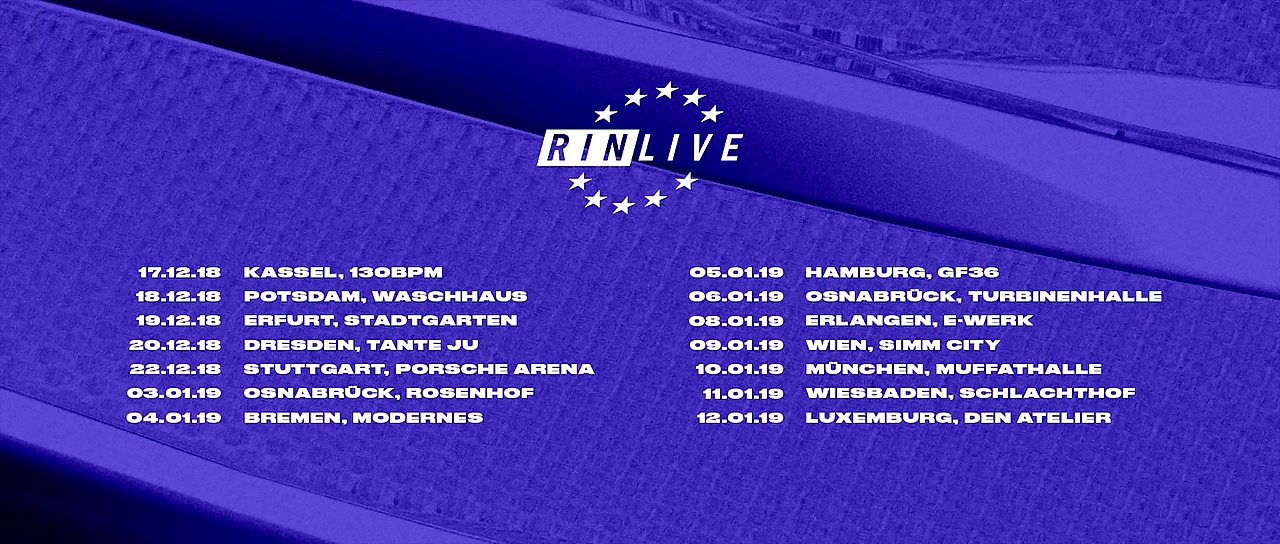 RINLIVE
17.12.18 KASSEL, 130BPM
18.12.18 POTSDAM, WASCHHAUS
19.12.18 ERFURT, STADTGARTEN
20.12.18 DRESDEN, TANTE JU
22.12.18 STUTTGART, PORSCHE ARENA
03.01.19 OSNABRÜCK, ROSENHOF
04.01.19 BREMEN, MODERNES
05.01.19 HAMBURG, GF36
06.01.19 OSNABRÜCK, TURBINENHALLE
08.01.19 ERLANGEN, E-WERK
09.01.19 WIEN, SIMM CITY
10.01.19 MÜNCHEN, MUFFATHALLE
11.01.19 WIESBADEN, SCHLACHTHOF
12.01.19 LUXEMBURG, DEN ATELIER